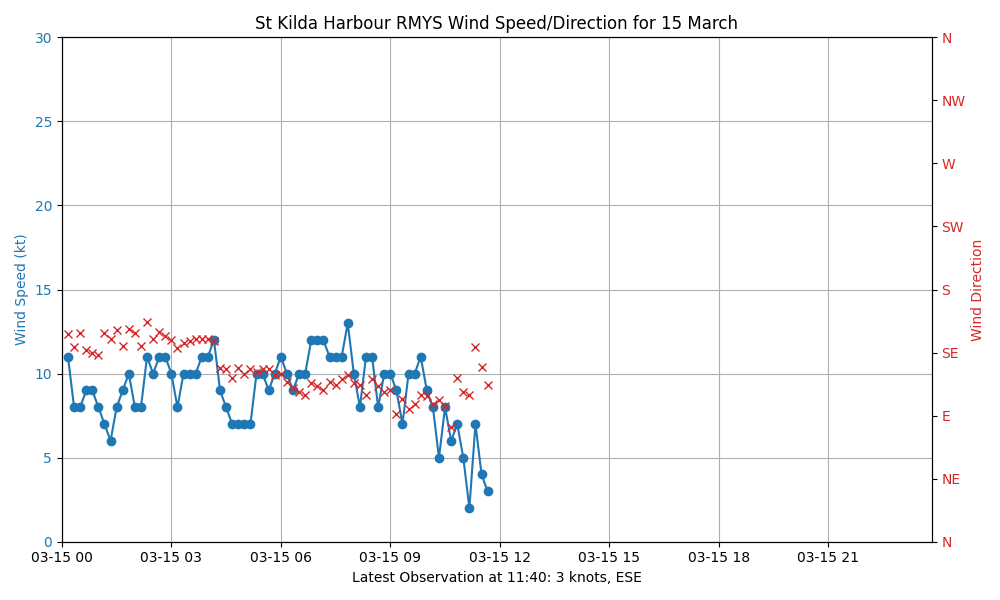 St Kilda Harbour RMYS Wind Speed/Direction for 15 March
30
25
20
15
10
5
0
Wind Speed (kt)
N
NW
W
SW
S
SE
E
NE
N
Wind Direction
03-15 00
03-15 03
03-15 06
03-15 09
03-15 12
03-15 15
03-15 18
03-15 21
Latest Observation at 11:40: 3 knots, ESE